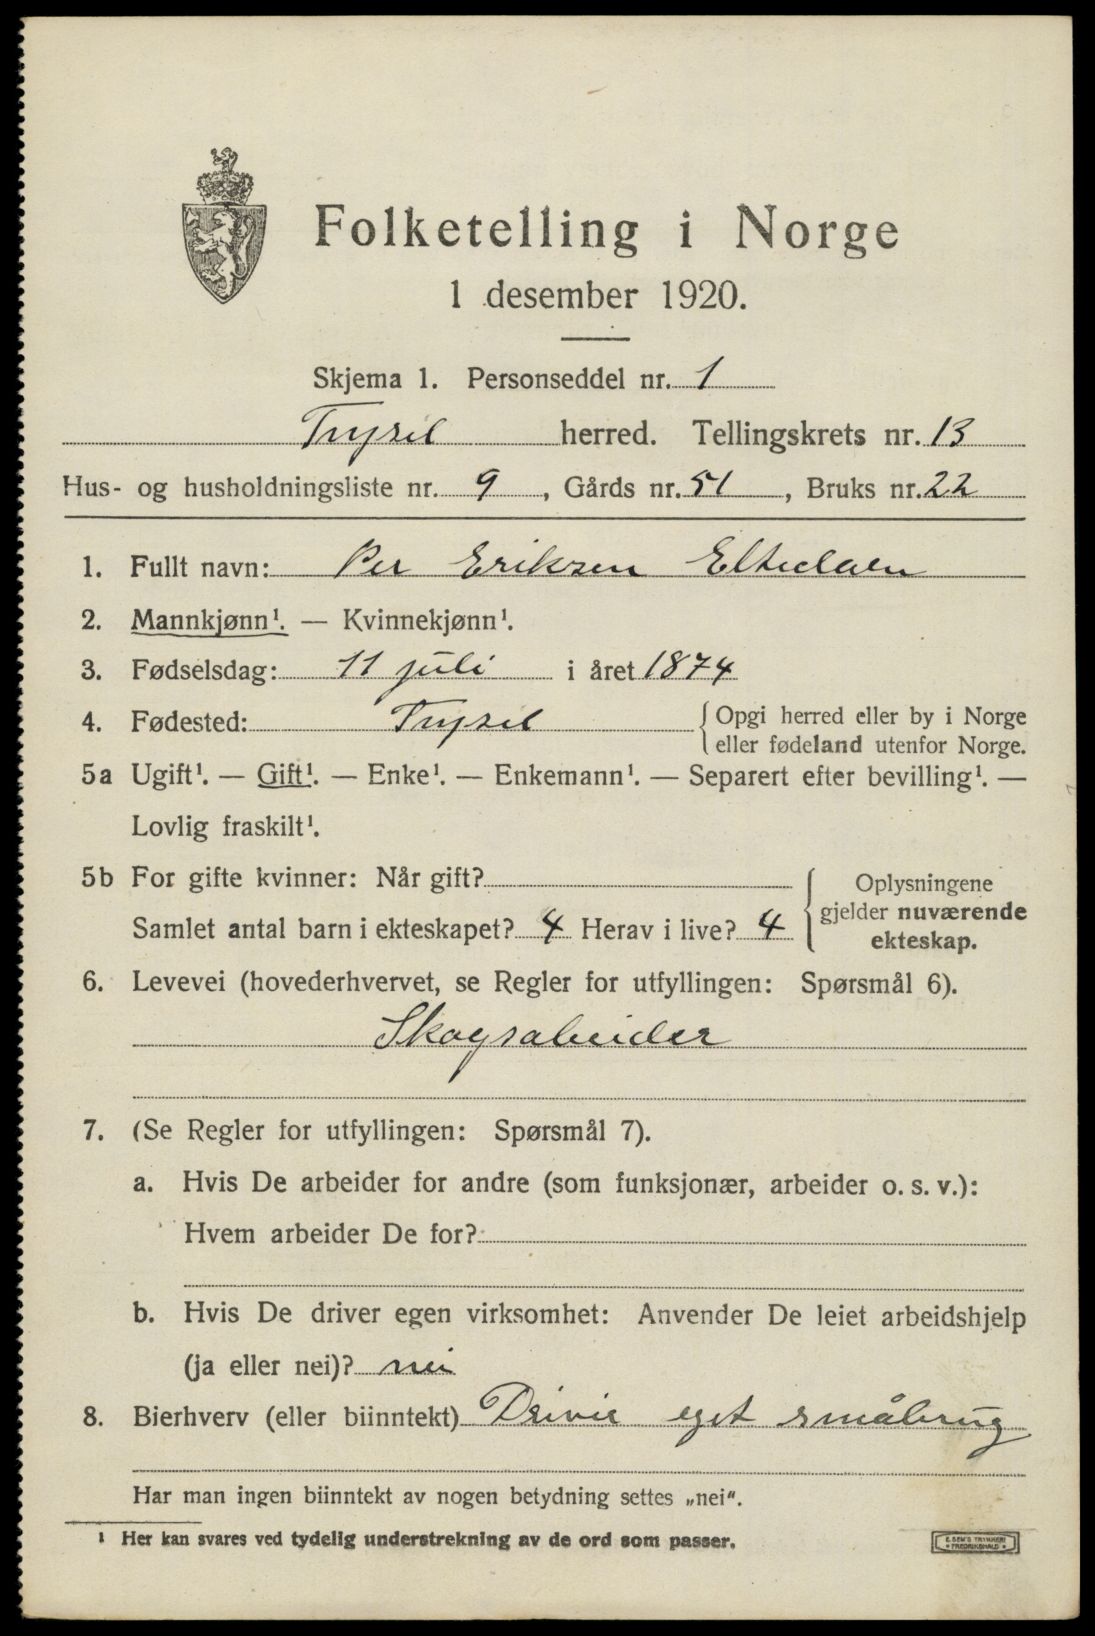 Folketelling i Norge
1 desember 1920.
Skjema 1. Personseddel nr. 1
Trysil herred. Tellingskrets nr. 13
Hus- og husholdningsliste nr. 9, Gårds nr. 51, Bruks nr. 22
1. Fullt navn: Per Eriksen Eltedalen
2. Mannkjønn¹. — Kvinnekjønn¹.
3. Fødselsdag: 11 juli i året 1874
4. Fødested: Trysil { Opgi herred eller by i Norge
eller fødeland utenfor Norge.
5a Ugift¹. — Gift¹. — Enke¹. — Enkemann¹. — Separert efter bevilling¹. —
Lovlig fraskilt¹.
5b For gifte kvinner: Når gift?
Samlet antal barn i ekteskapet? 4 Herav i live? 4
{ Oplysningene
gjelder nuværende
ekteskap.
6. Levevei (hovederhvervet, se Regler for utfyllingen: Spørsmål 6).
Skogsarbeider
7. (Se Regler for utfyllingen: Spørsmål 7).
a. Hvis De arbeider for andre (som funksjonær, arbeider o. s. v.):
Hvem arbeider De for?
b. Hvis De driver egen virksomhet: Anvender De leiet arbeidshjelp
(ja eller nei)? nei
8. Bierhverv (eller biinntekt) Driver eget småbrug
Har man ingen biinntekt av nogen betydning settes „nei“.
¹ Her kan svares ved tydelig understrekning av de ord som passer.
E. SEM'S TRYKKERI
FREDRIKSHALD